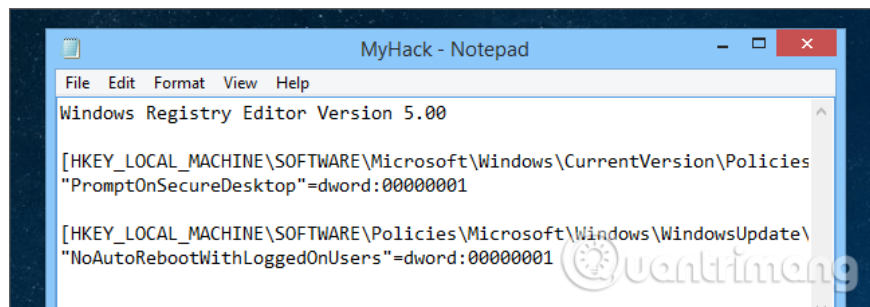 MyHack - Notepad
File Edit Format View Help
Windows Registry Editor Version 5.00
[HKEY_LOCAL_MACHINE\SOFTWARE\Microsoft\Windows\CurrentVersion\Policies
"PromptOnSecureDesktop"=dword:00000001
[HKEY_LOCAL_MACHINE\SOFTWARE\Policies\Microsoft\Windows\WindowsUpdate\
"NoAutoRebootWithLoggedOnUsers"=dword:00000001
Quantrimang